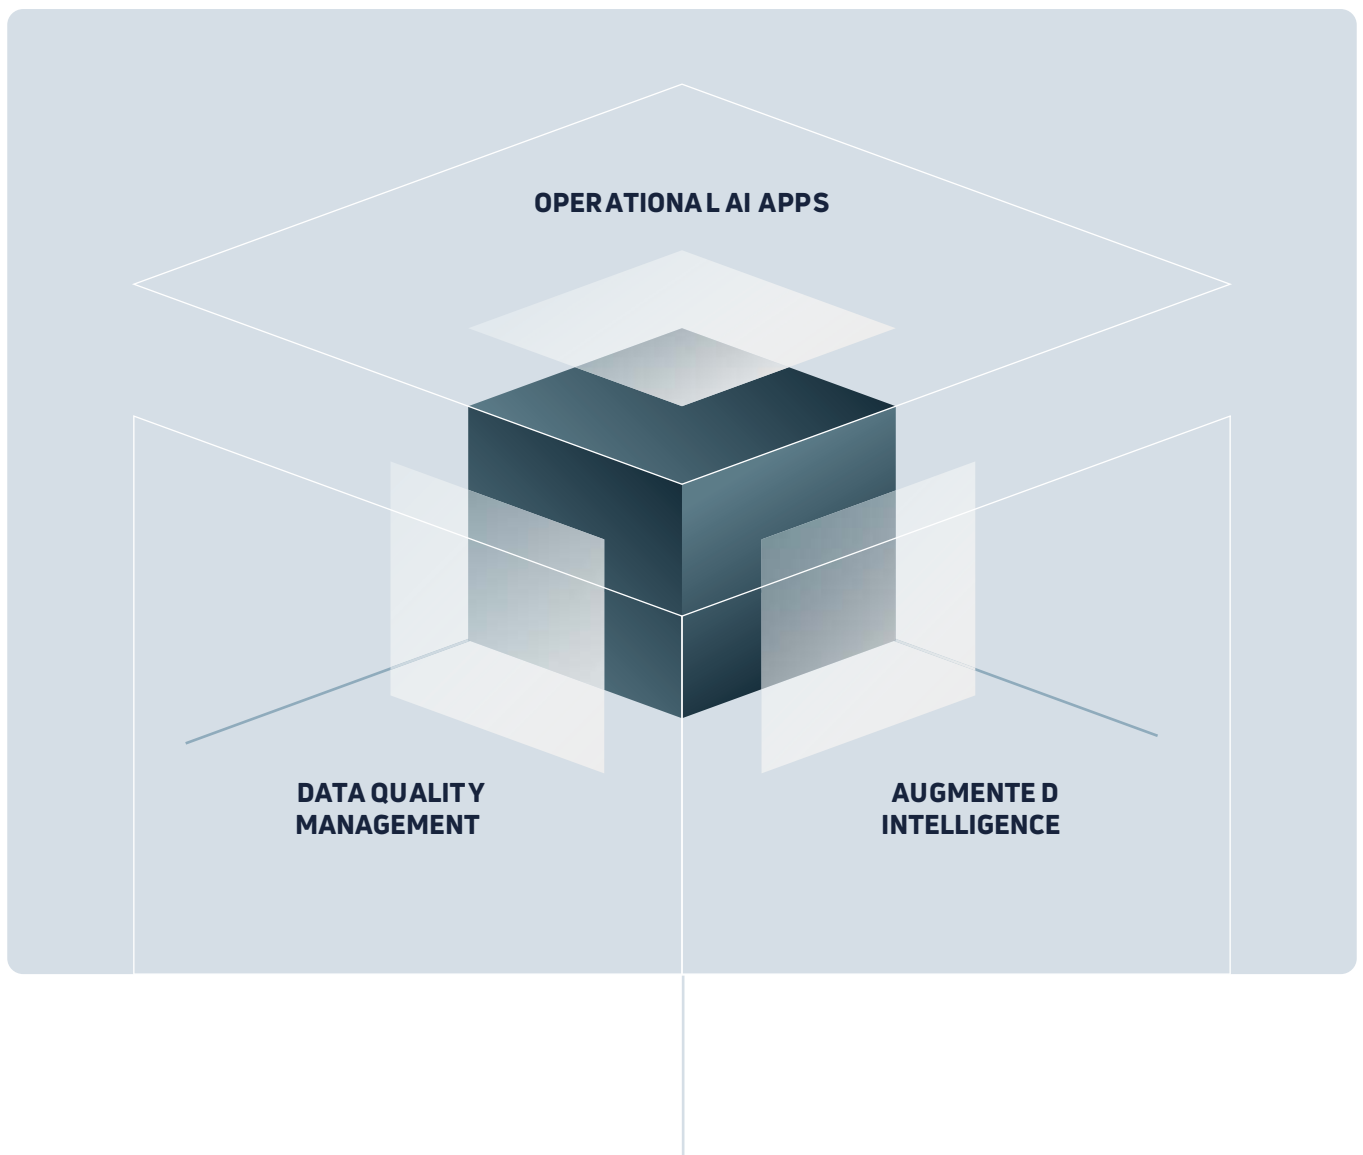 OPERATIONAL AI APPS
DATA QUALITY
MANAGEMENT
AUGMENTED
INTELLIGENCE